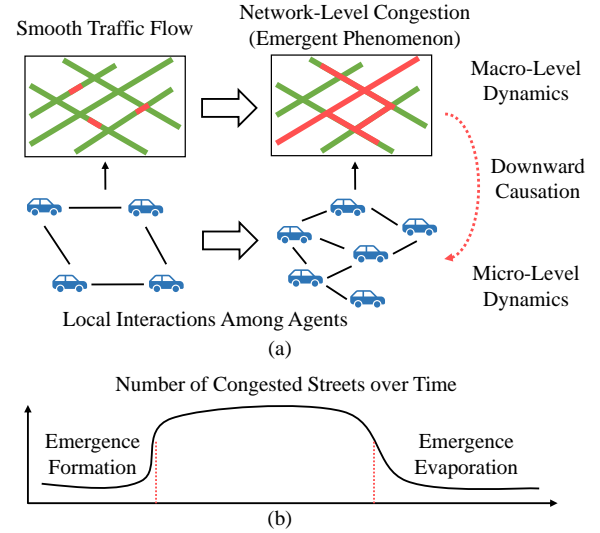 Smooth Traffic Flow
Network-Level Congestion
(Emergent Phenomenon)
Macro-Level
Dynamics
Downward
Causation
Micro-Level
Dynamics
Local Interactions Among Agents
(a)
Number of Congested Streets over Time
Emergence
Formation
Emergence
Evaporation
(b)